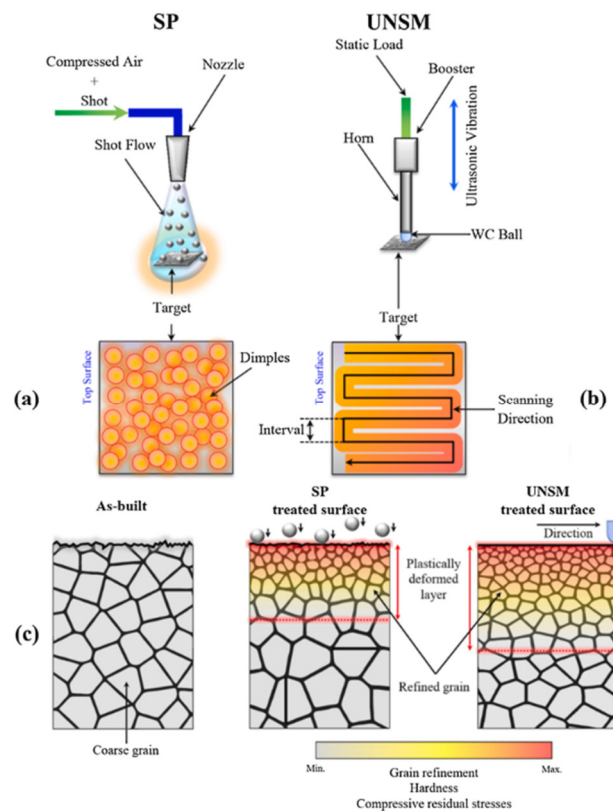 SP
UNSM
Compressed Air
+
Shot
Nozzle
Shot Flow
Target
Static Load
Booster
Horn
Ultrasonic Vibration
WC Ball
Target
(a)
Top Surface
Dimples
Top Surface
Interval
Scanning
Direction
(b)
(c)
As-built
Coarse grain
SP
treated surface
Plastically
deformed
layer
Refined grain
UNSM
treated surface
Direction
Min.
Max.
Grain refinement
Hardness
Compressive residual stresses